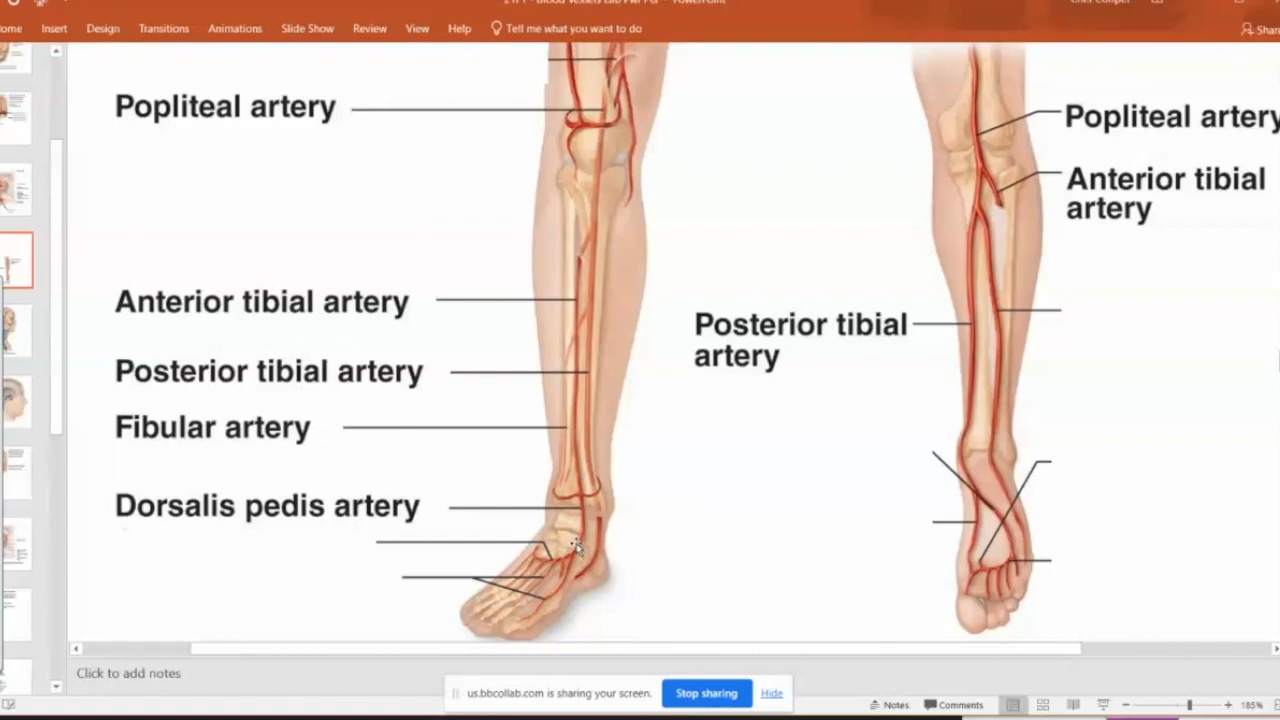 Insert Design Transitions Animations Slide Show Review View Help Tell me what you want to do
Popliteal artery
Popliteal artery
Anterior tibial
artery
Anterior tibial artery
Posterior tibial
artery
Posterior tibial artery
Fibular artery
Dorsalis pedis artery
Click to add notes
us.bbcollab.com is sharing your screen. Stop sharing Hide
Notes Comments 185%